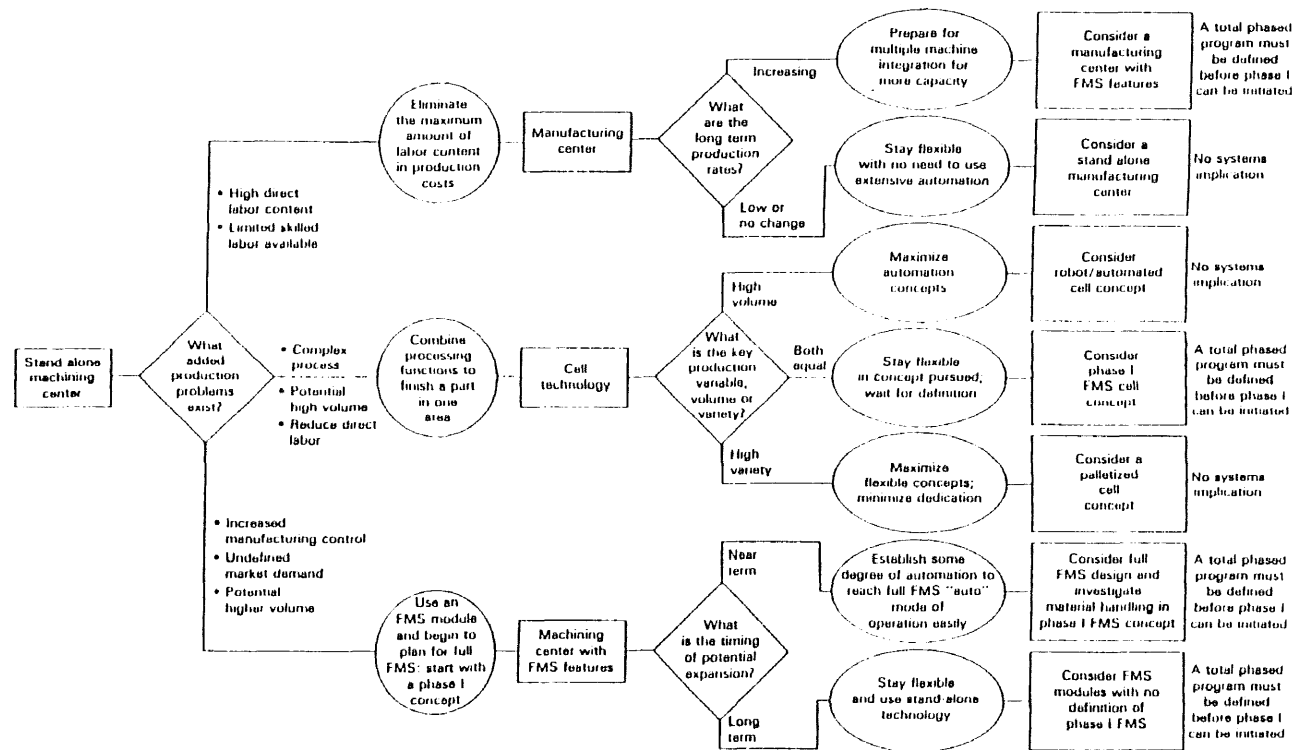 Stand alone
machining
center
What
added
production
problems
exist?
• High direct
labor content
• Limited skilled
labor available
Eliminate
the maximum
amount of
labor content
in production
costs
Manufacturing
center
What
are the
long term
production
rates?
Increasing
Prepare for
multiple machine
integration for
more capacity
Consider a
manufacturing
center with
FMS features
A total phased
program must
be defined
before phase I
can be initiated
Low or
no change
Stay flexible
with no need to use
extensive automation
Consider a
stand alone
manufacturing
center
No systems
implication
• Complex
process
• Potential
high volume
• Reduce direct
labor
Combine
processing
functions to
finish a part
in one
area
Cell
technology
What
is the key
production
variable,
volume or
variety?
High
volume
Maximize
automation
concepts
Consider
robot/automated
cell concept
No systems
implication
Both
equal
Stay flexible
in concept pursued;
wait for definition
Consider
phase I
FMS cell
concept
A total phased
program must
be defined
before phase I
can be initiated
High
variety
Maximize
flexible concepts;
minimize dedication
Consider a
palletized
cell
concept
No systems
implication
• Increased
manufacturing control
• Undefined
market demand
• Potential
higher volume
Use an
FMS module
and begin to
plan for full
FMS: start with
a phase I
concept
Machining
center with
FMS features
What
is the timing
of potential
expansion?
Near
term
Establish some
degree of automation to
reach full FMS "auto"
mode of
operation easily
Consider full
FMS design and
investigate
material handling in
phase I FMS concept
A total phased
program must
be defined
before phase I
can be initiated
Long
term
Stay flexible
and use stand-alone
technology
Consider FMS
modules with no
definition of
phase I FMS
A total phased
program must
be defined
before phase I
can be initiated